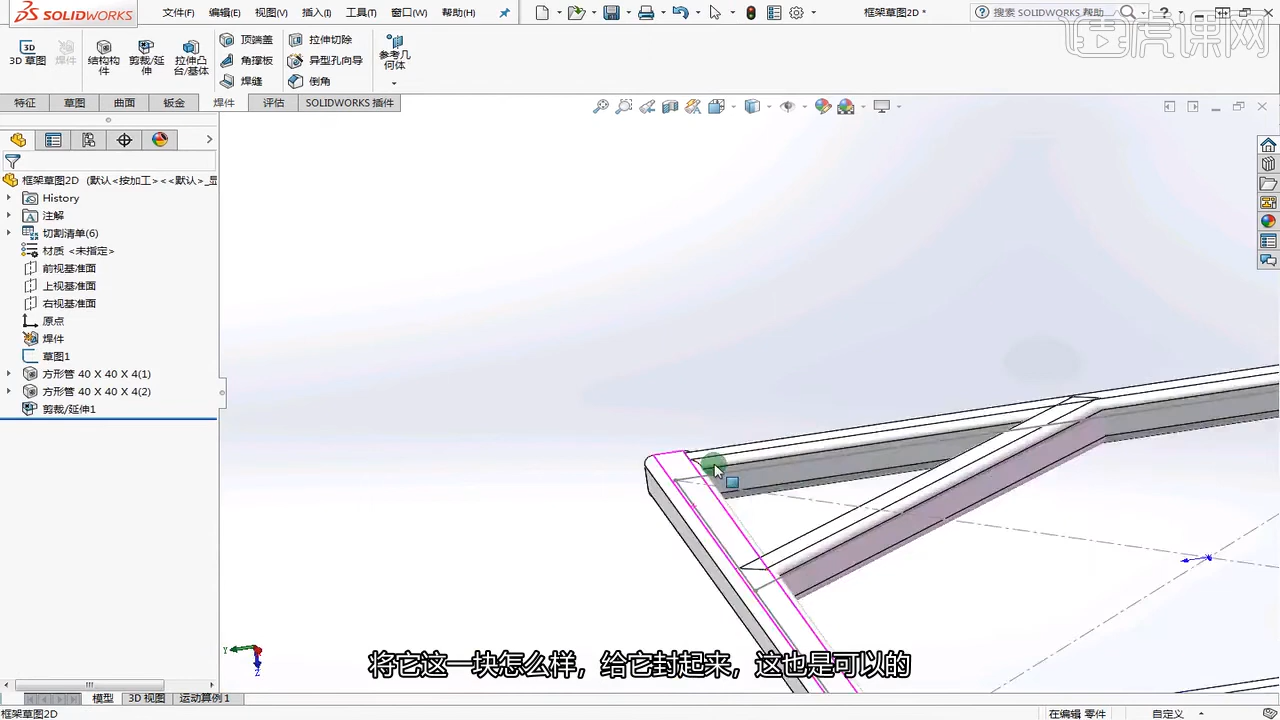 SOLIDWORKS
文件(F) 编辑(E) 视图(V) 插入(I) 工具(T) 窗口(W) 帮助(H)
框架草图2D *
搜索 SOLIDWORKS 帮助
虎课网
3D 草图
焊件
结构构件
剪裁/延伸
拉伸凸台/基体
顶端盖
角撑板
焊缝
拉伸切除
异型孔向导
倒角
参考几何体
特征 草图 曲面 钣金 焊件 评估 SOLIDWORKS 插件
框架草图2D (默认<按加工><<默认>_显
History
注解
切割清单(6)
材质 <未指定>
前视基准面
上视基准面
右视基准面
原点
焊件
草图1
方形管 40 X 40 X 4(1)
方形管 40 X 40 X 4(2)
剪裁/延伸1
Y
Z
将它这一块怎么样，给它封起来，这也是可以的
模型 3D 视图 运动算例 1
框架草图2D
在编辑 零件
自定义